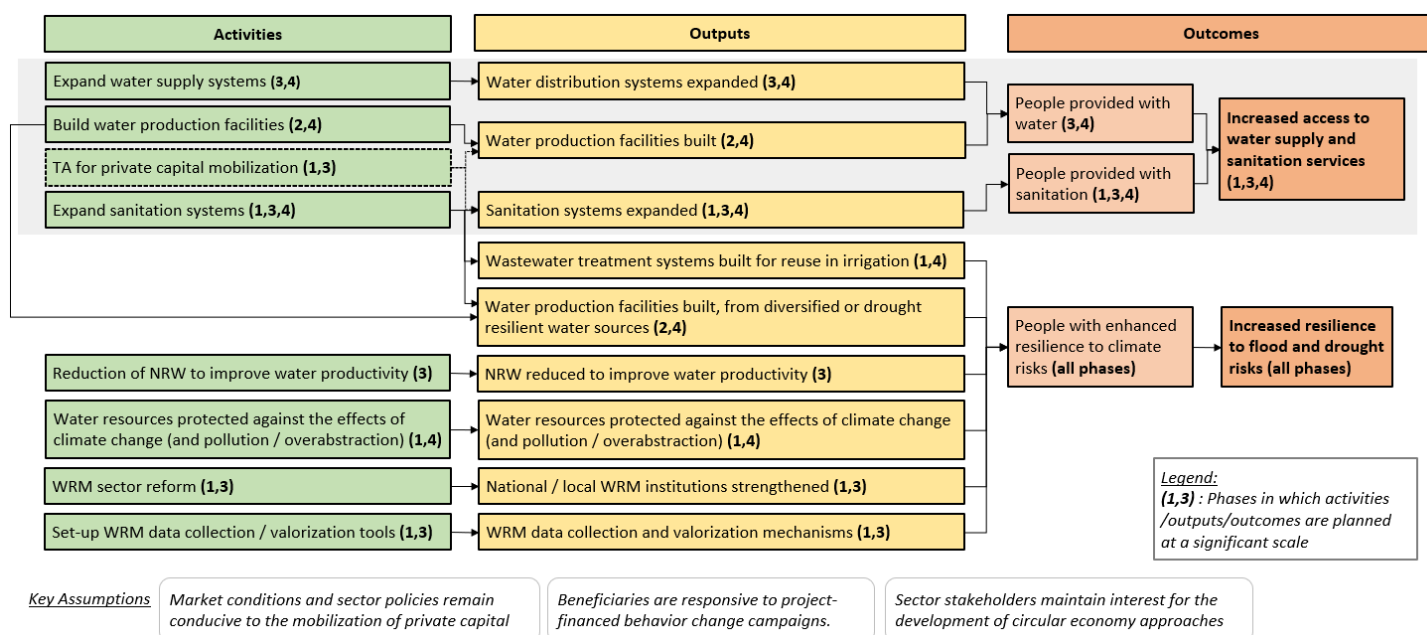 Activities
Outputs
Outcomes
Expand water supply systems (3,4)
Water distribution systems expanded (3,4)
Build water production facilities (2,4)
Water production facilities built (2,4)
TA for private capital mobilization (1,3)
Expand sanitation systems (1,3,4)
Sanitation systems expanded (1,3,4)
People provided with
water (3,4)
People provided with
sanitation (1,3,4)
Increased access to
water supply and
sanitation services
(1,3,4)
Wastewater treatment systems built for reuse in irrigation (1,4)
Water production facilities built, from diversified or drought
resilient water sources (2,4)
People with enhanced
resilience to climate
risks (all phases)
Increased resilience
to flood and drought
risks (all phases)
Reduction of NRW to improve water productivity (3)
NRW reduced to improve water productivity (3)
Water resources protected against the effects of
climate change (and pollution / overabstraction) (1,4)
Water resources protected against the effects of climate change
(and pollution / overabstraction) (1,4)
WRM sector reform (1,3)
National / local WRM institutions strengthened (1,3)
Set-up WRM data collection / valorization tools (1,3)
WRM data collection and valorization mechanisms (1,3)
Legend:
(1,3) : Phases in which activities
/outputs/outcomes are planned
at a significant scale
Key Assumptions
Market conditions and sector policies remain
conducive to the mobilization of private capital
Beneficiaries are responsive to project-
financed behavior change campaigns.
Sector stakeholders maintain interest for the
development of circular economy approaches